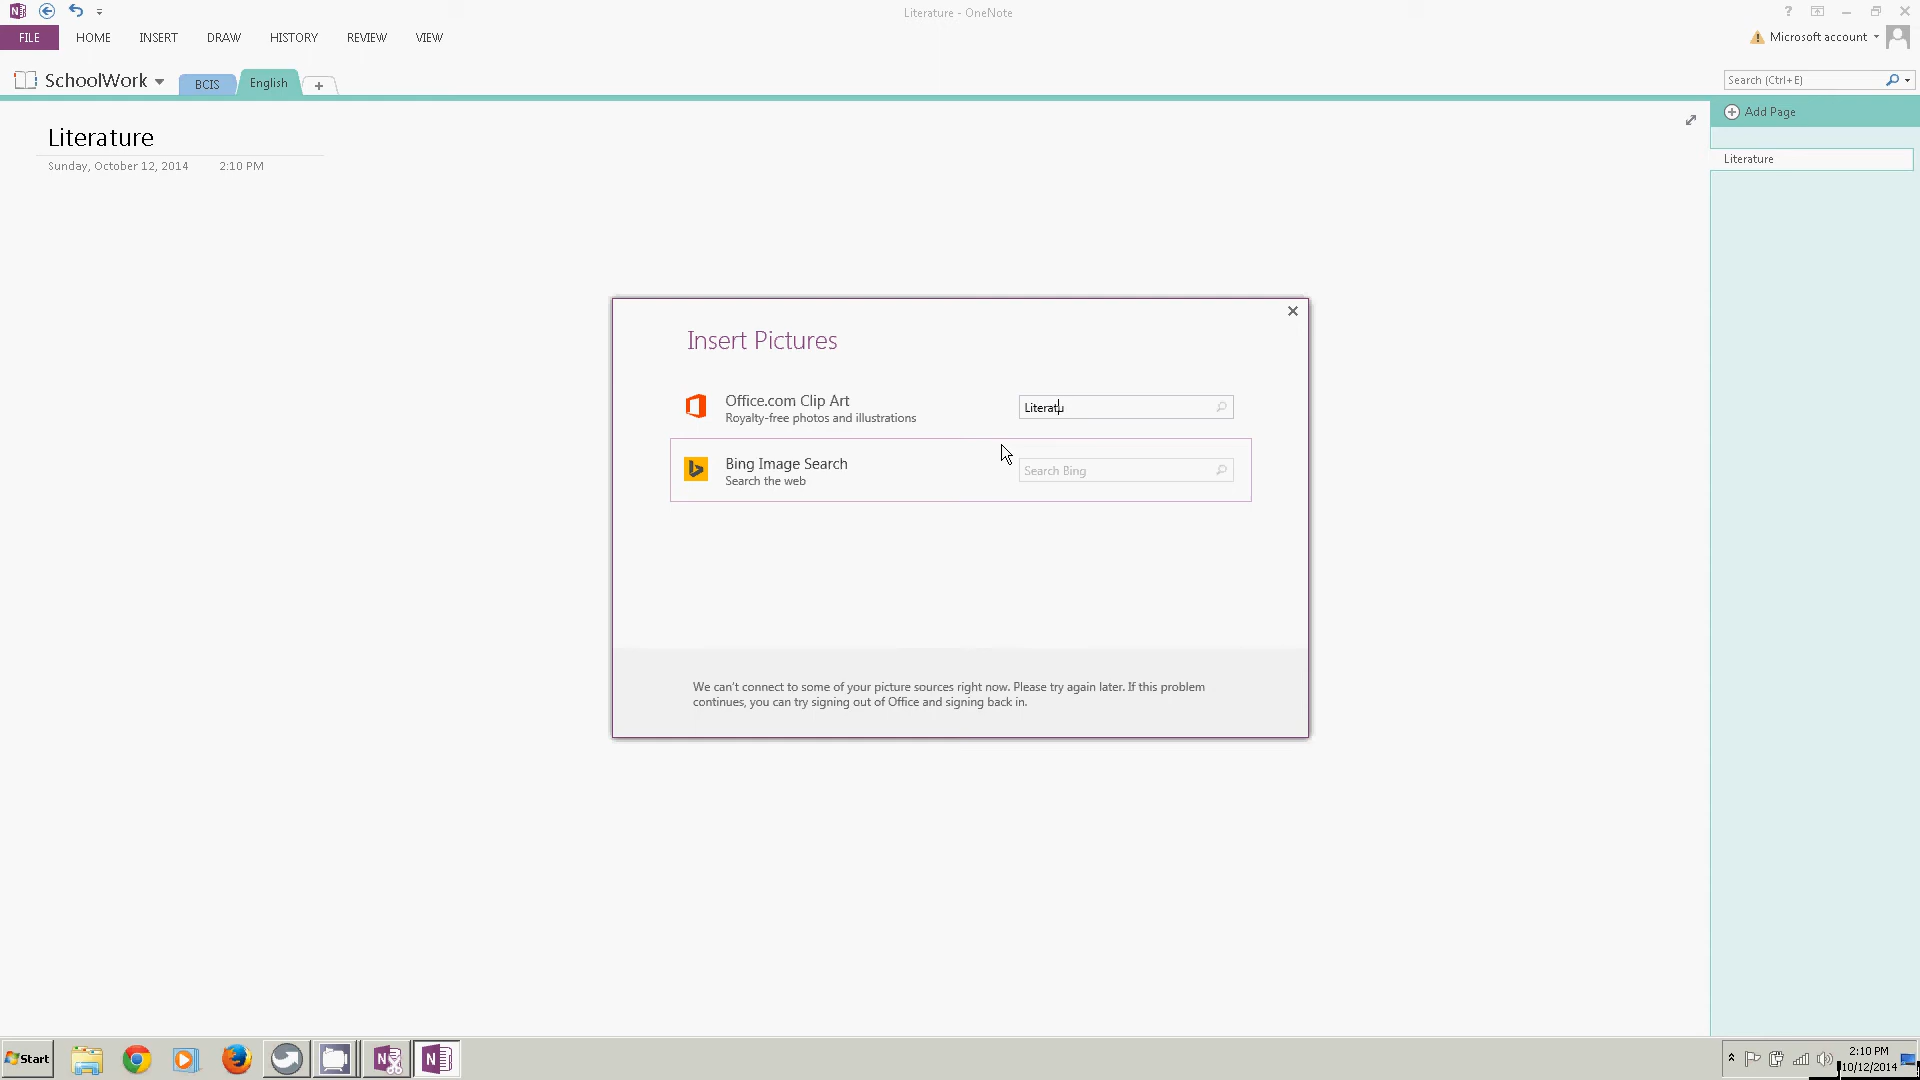 Literature - OneNote
FILE HOME INSERT DRAW HISTORY REVIEW VIEW
Microsoft account
SchoolWork BCIS English +
Search (Ctrl+E)
Add Page
Literature
Sunday, October 12, 2014 2:10 PM
Literature
Insert Pictures
Office.com Clip Art
Royalty-free photos and illustrations
Literatu
Bing Image Search
Search the web
Search Bing
We can't connect to some of your picture sources right now. Please try again later. If this problem
continues, you can try signing out of Office and signing back in.
Start
2:10 PM
10/12/2014